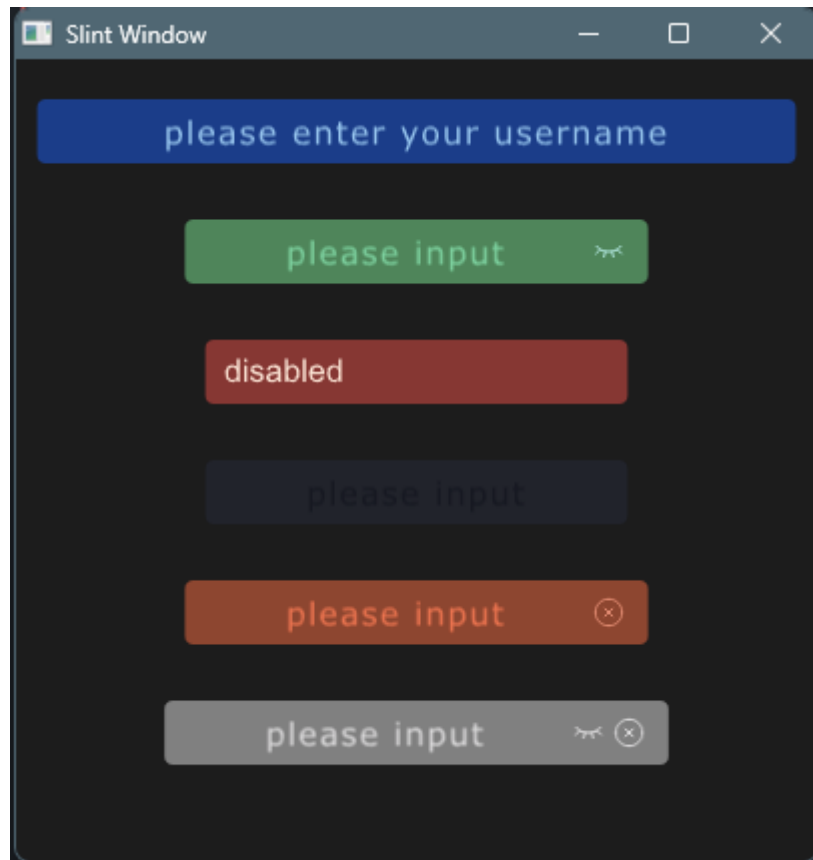 Slint Window
please enter your username
please input
disabled
please input
please input
please input